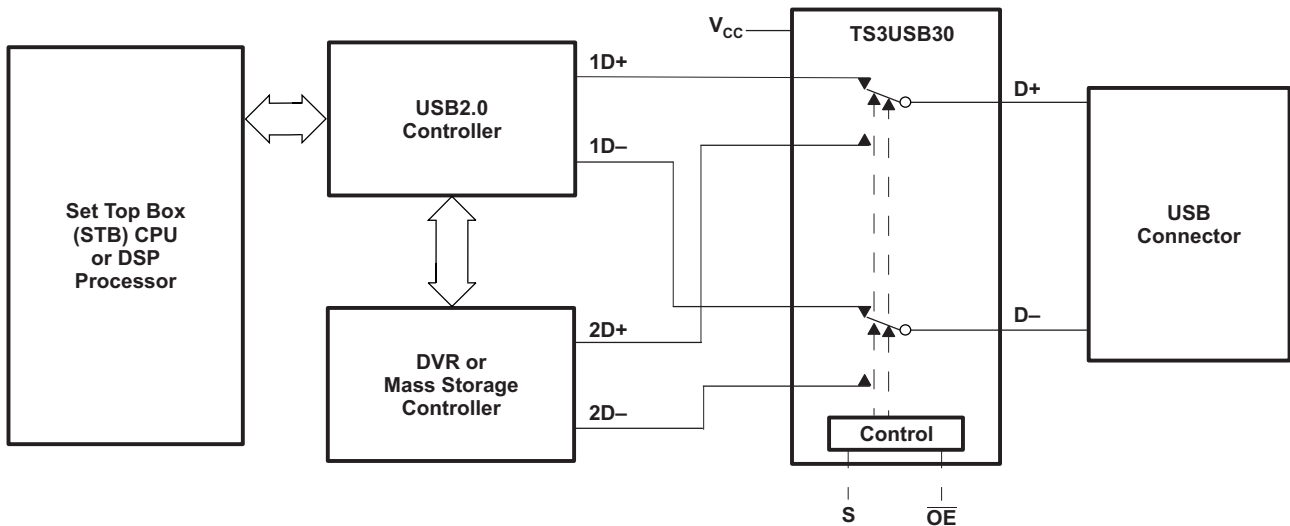 Set Top Box
(STB) CPU
or DSP
Processor
USB2.0
Controller
DVR or
Mass Storage
Controller
1D+
1D–
2D+
2D–
VCC
TS3USB30
Control
S
OE
D+
D–
USB
Connector